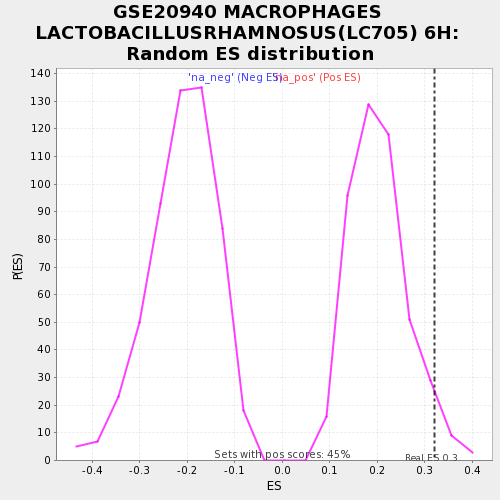 GSE20940 MACROPHAGES
LACTOBACILLUSRHAMNOSUS(LC705) 6H:
Random ES distribution
'na_neg' (Neg ES)
'na_pos' (Pos ES)
140
130
120
110
100
90
80
70
60
50
40
30
20
10
0
P(ES)
Sets with pos scores: 45%
Real ES 0.3
-0.4 -0.3 -0.2 -0.1 0.0 0.1 0.2 0.3 0.4
ES